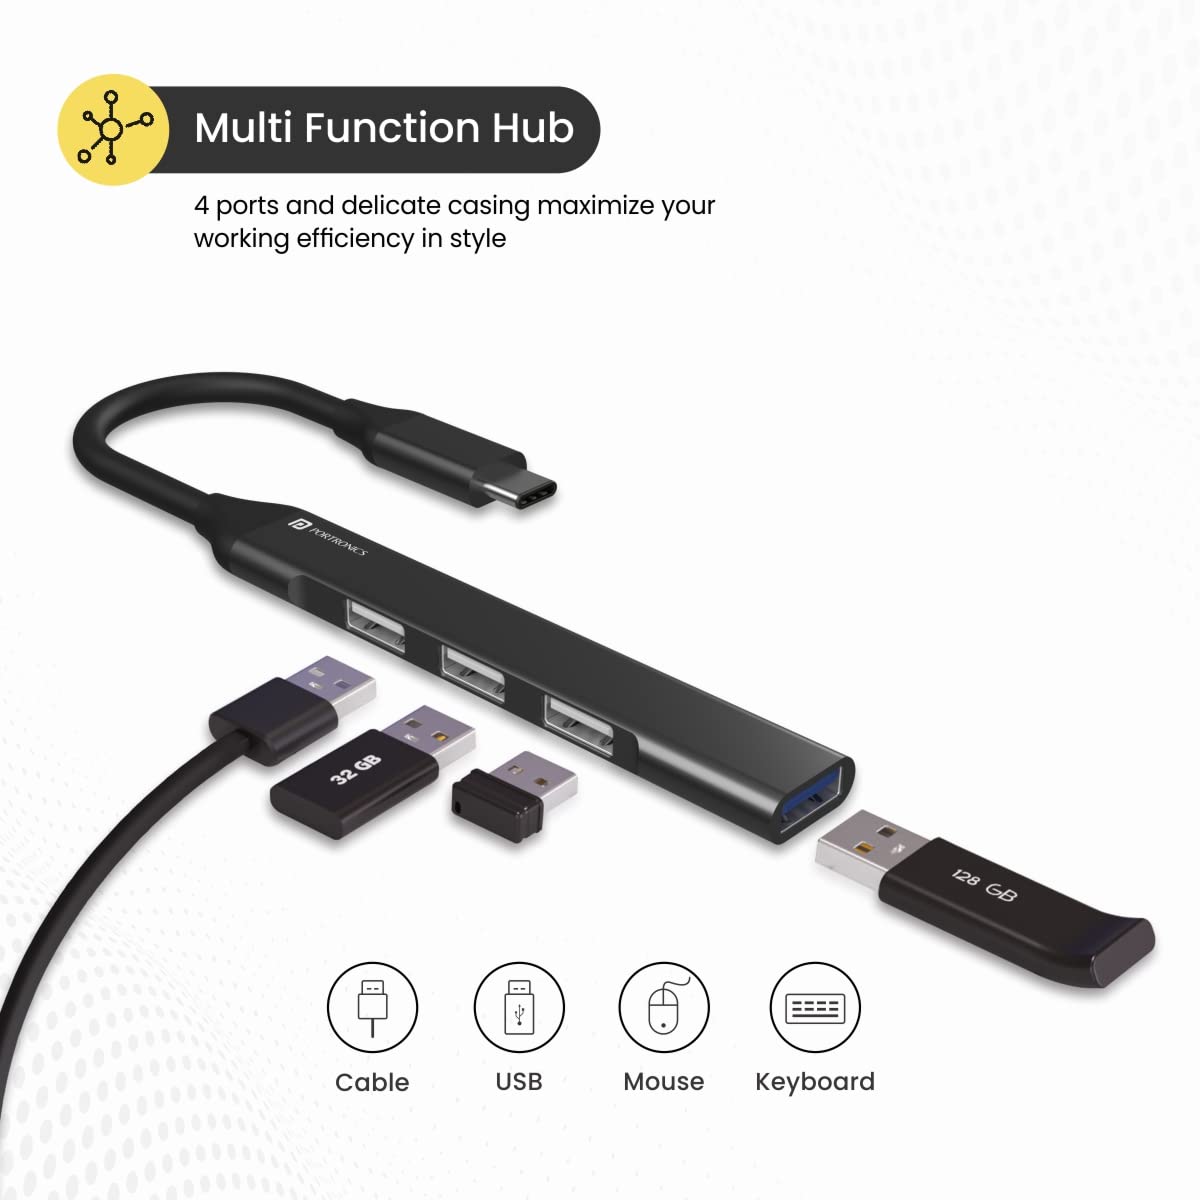 Multi Function Hub
4 ports and delicate casing maximize your
working efficiency in style
PORTRONICS
32 GB
128 GB
Cable
USB
Mouse
Keyboard